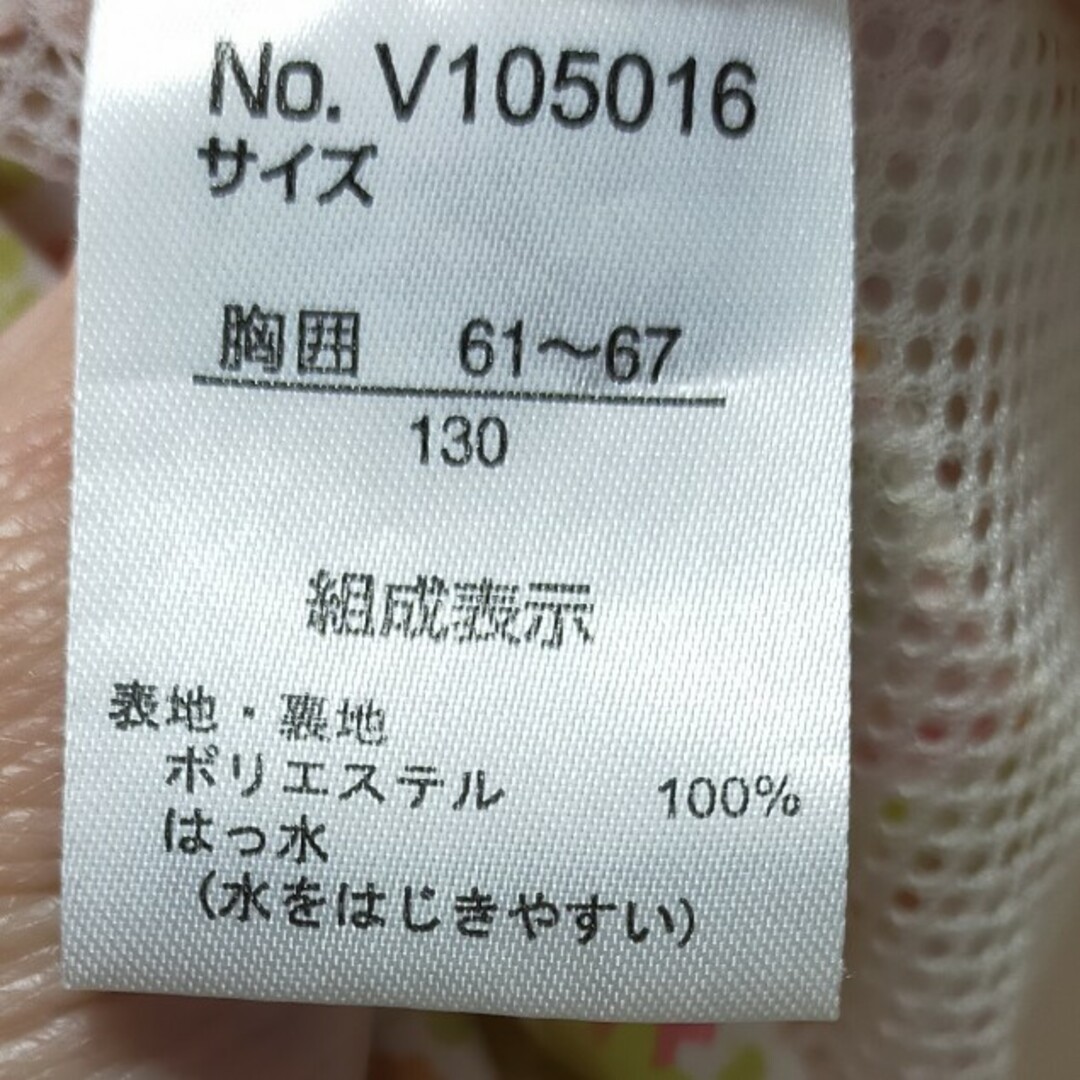 No. V105016
サイズ
胸囲 61～67
130
組成表示
表地・裏地
ポリエステル 100%
はっ水
(水をはじきやすい)